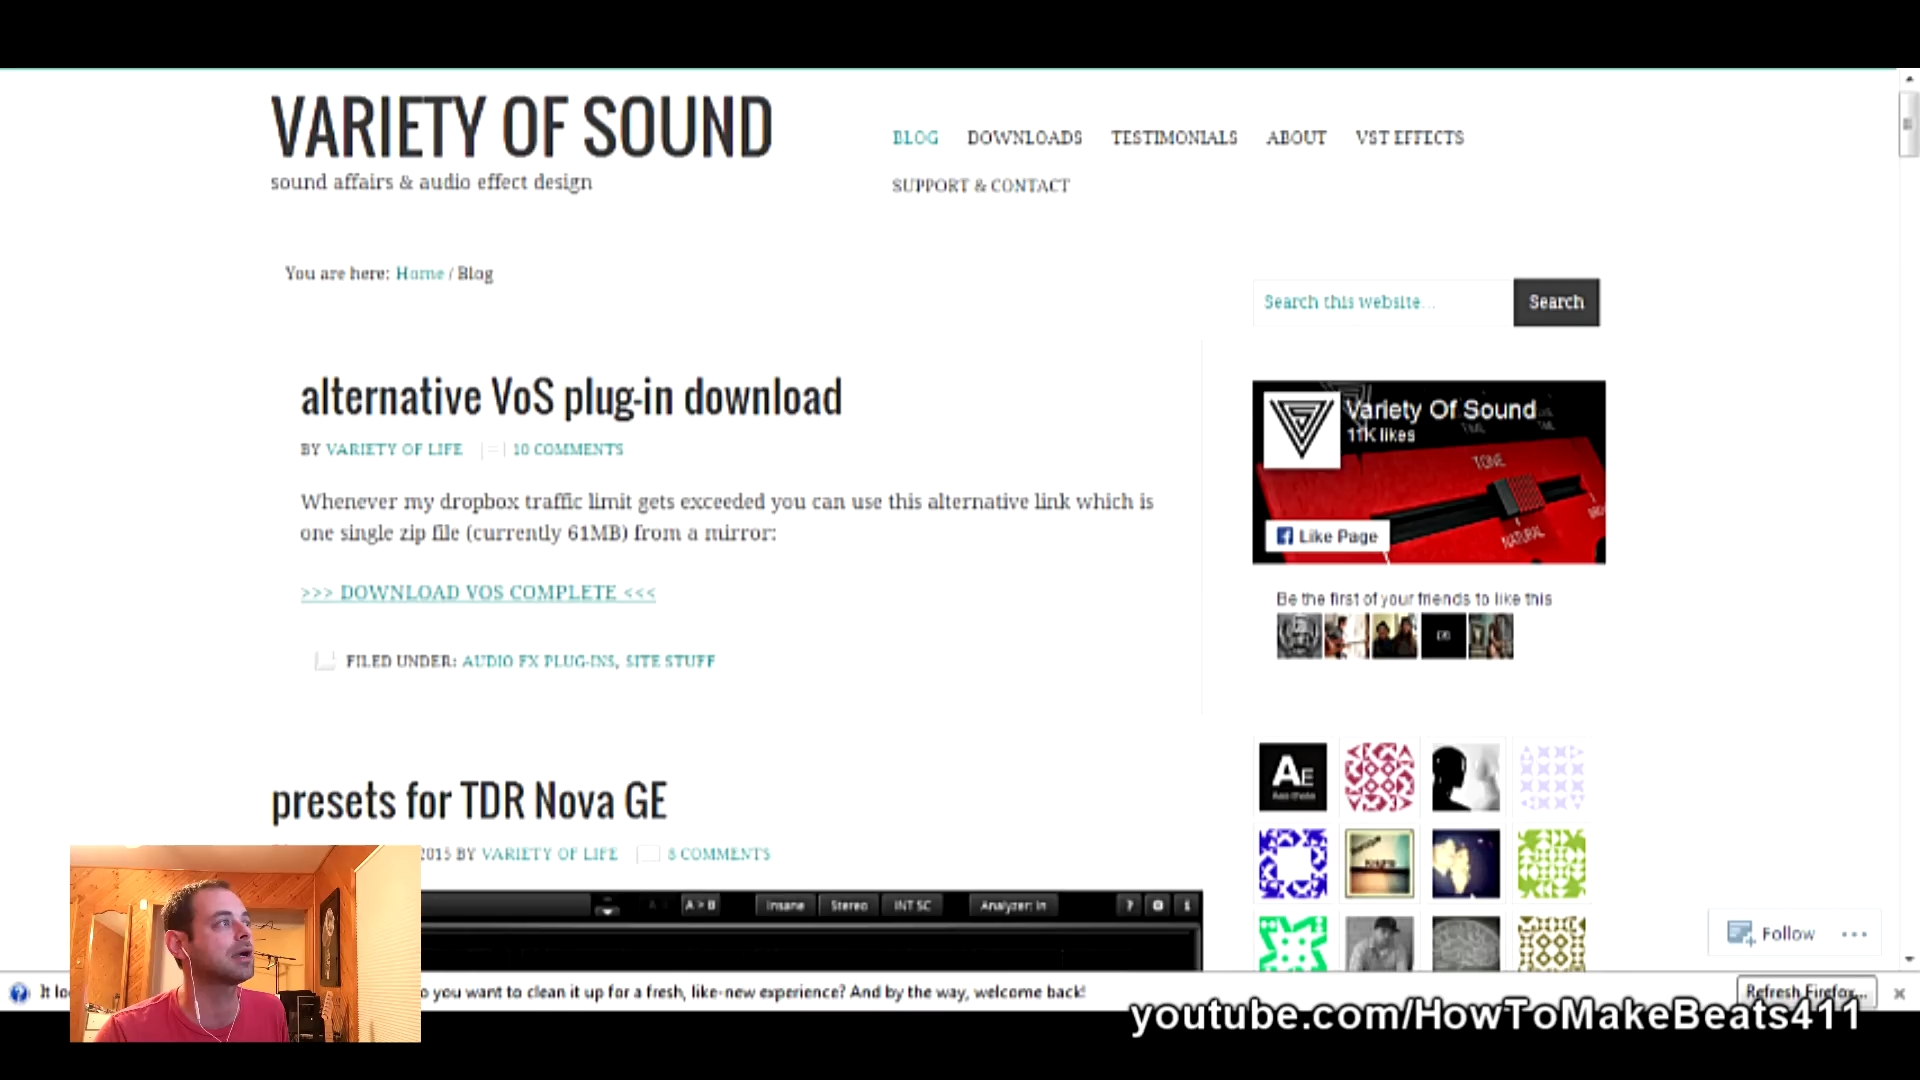 VARIETY OF SOUND
sound affairs & audio effect design
BLOG DOWNLOADS TESTIMONIALS ABOUT VST EFFECTS
SUPPORT & CONTACT
You are here: Home / Blog
Search this website...
Search
alternative VoS plug-in download
BY VARIETY OF LIFE 10 COMMENTS
Whenever my dropbox traffic limit gets exceeded you can use this alternative link which is
one single zip file (currently 61MB) from a mirror:
>>> DOWNLOAD VOS COMPLETE <<<
FILED UNDER: AUDIO FX PLUG-INS, SITE STUFF
Variety Of Sound
11K likes
TONE
NATURAL
Like Page
Be the first of your friends to like this
AE
presets for TDR Nova GE
2015 BY VARIETY OF LIFE 8 COMMENTS
A > B Insane Stereo INT SC Analyzer: In ?
Follow
you want to clean it up for a fresh, like-new experience? And by the way, welcome back!
Refresh Firefox...
youtube.com/HowToMakeBeats411